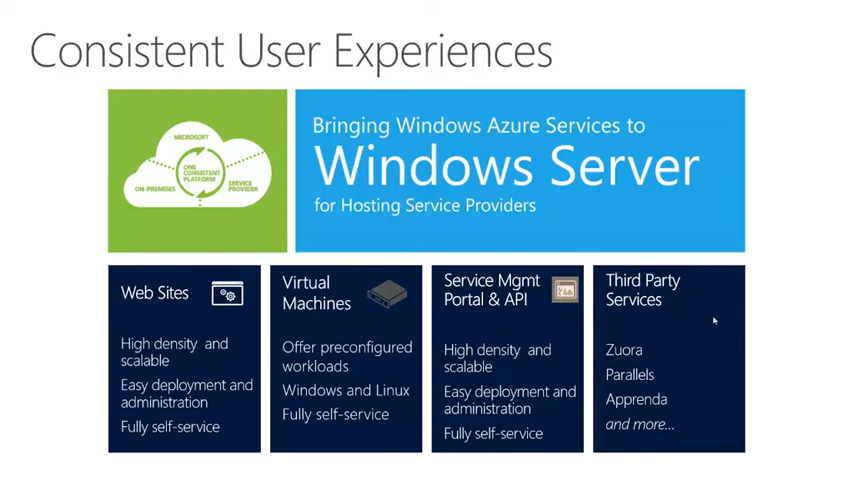 Consistent User Experiences
MICROSOFT
ONE
CONSISTENT
PLATFORM
ON-PREMISES
SERVICE
PROVIDER
Bringing Windows Azure Services to
Windows Server
for Hosting Service Providers
Web Sites
High density and
scalable
Easy deployment and
administration
Fully self-service
Virtual
Machines
Offer preconfigured
workloads
Windows and Linux
Fully self-service
Service Mgmt
Portal & API
High density and
scalable
Easy deployment and
administration
Fully self-service
Third Party
Services
Zuora
Parallels
Apprenda
and more...